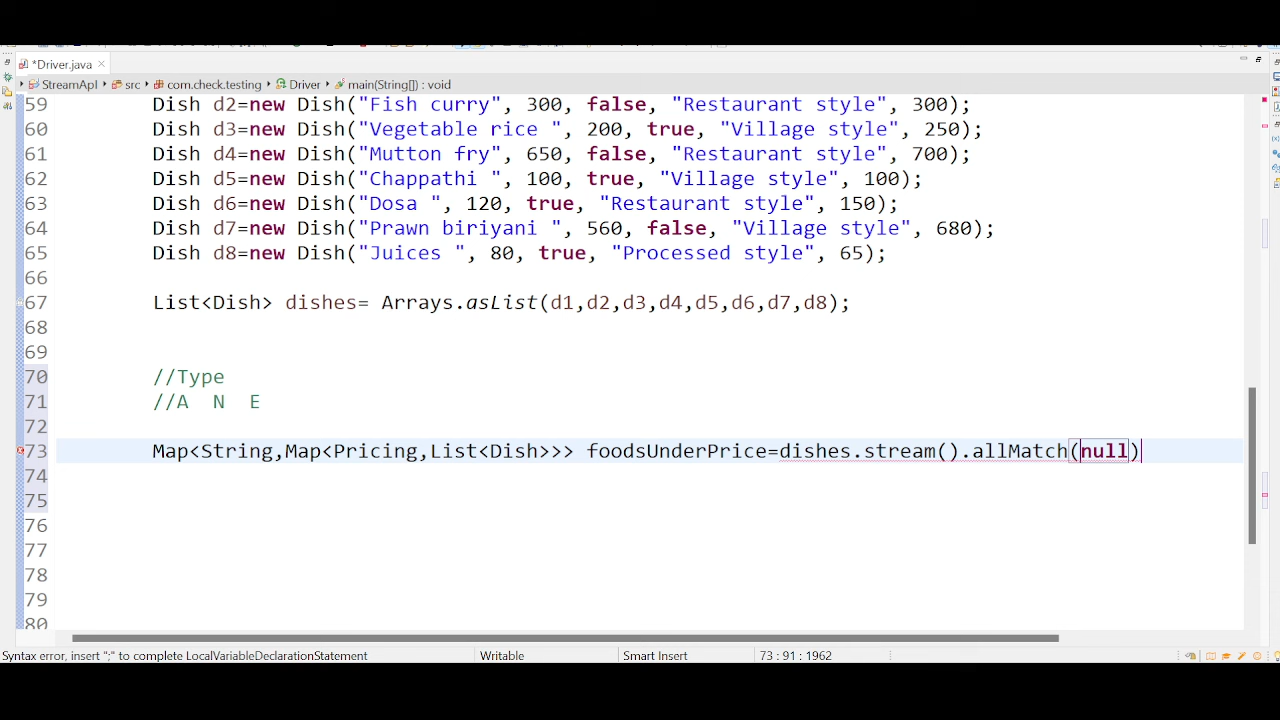 *Driver.java
StreamApI src com.check.testing Driver main(String[]) : void
59 Dish d2=new Dish("Fish curry", 300, false, "Restaurant style", 300);
60 Dish d3=new Dish("Vegetable rice ", 200, true, "Village style", 250);
61 Dish d4=new Dish("Mutton fry", 650, false, "Restaurant style", 700);
62 Dish d5=new Dish("Chappathi ", 100, true, "Village style", 100);
63 Dish d6=new Dish("Dosa ", 120, true, "Restaurant style", 150);
64 Dish d7=new Dish("Prawn biriyani ", 560, false, "Village style", 680);
65 Dish d8=new Dish("Juices ", 80, true, "Processed style", 65);
66
67 List<Dish> dishes= Arrays.asList(d1,d2,d3,d4,d5,d6,d7,d8);
68
69
70 //Type
71 //A N E
72
73 Map<String,Map<Pricing,List<Dish>>> foodsUnderPrice=dishes.stream().allMatch(null)
74
75
76
77
78
79
80
Syntax error, insert ";" to complete LocalVariableDeclarationStatement Writable Smart Insert 73 : 91 : 1962